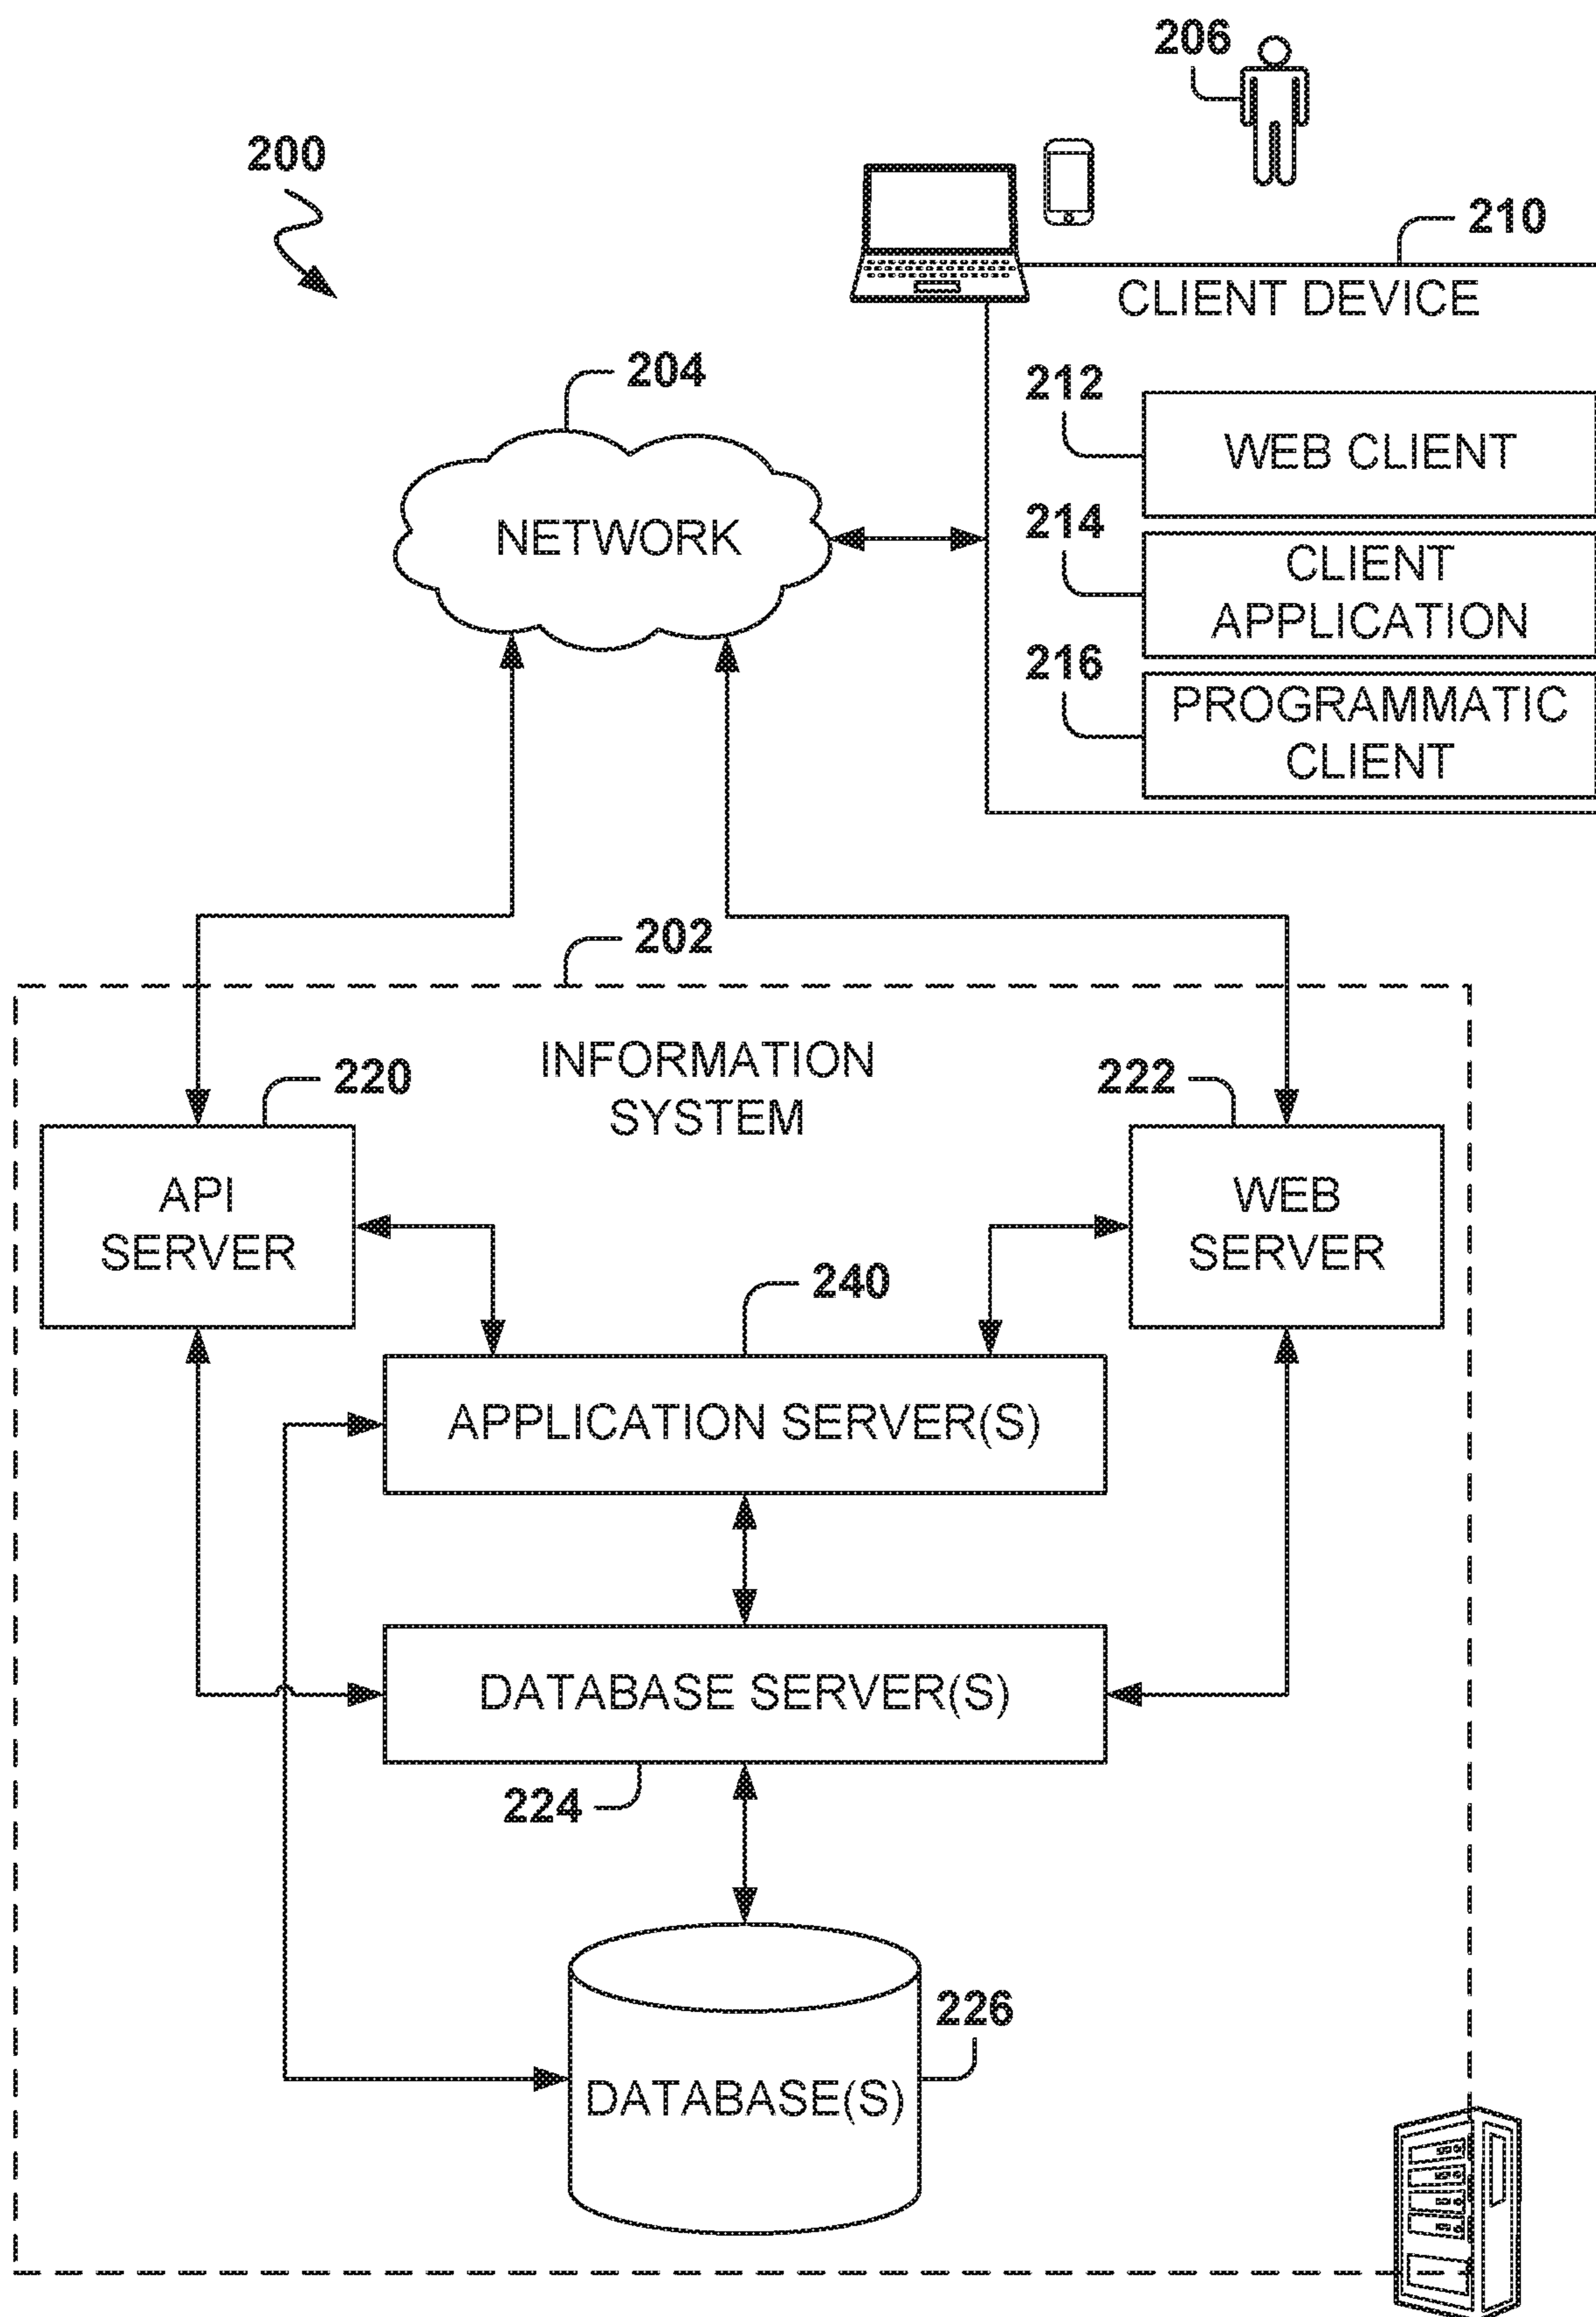 206
200
210
CLIENT DEVICE
204
212
WEB CLIENT
NETWORK
214
CLIENT
APPLICATION
216
PROGRAMMATIC
CLIENT
202
INFORMATION
SYSTEM
220
222
API
SERVER
WEB
SERVER
240
APPLICATION SERVER(S)
DATABASE SERVER(S)
224
226
DATABASE(S)